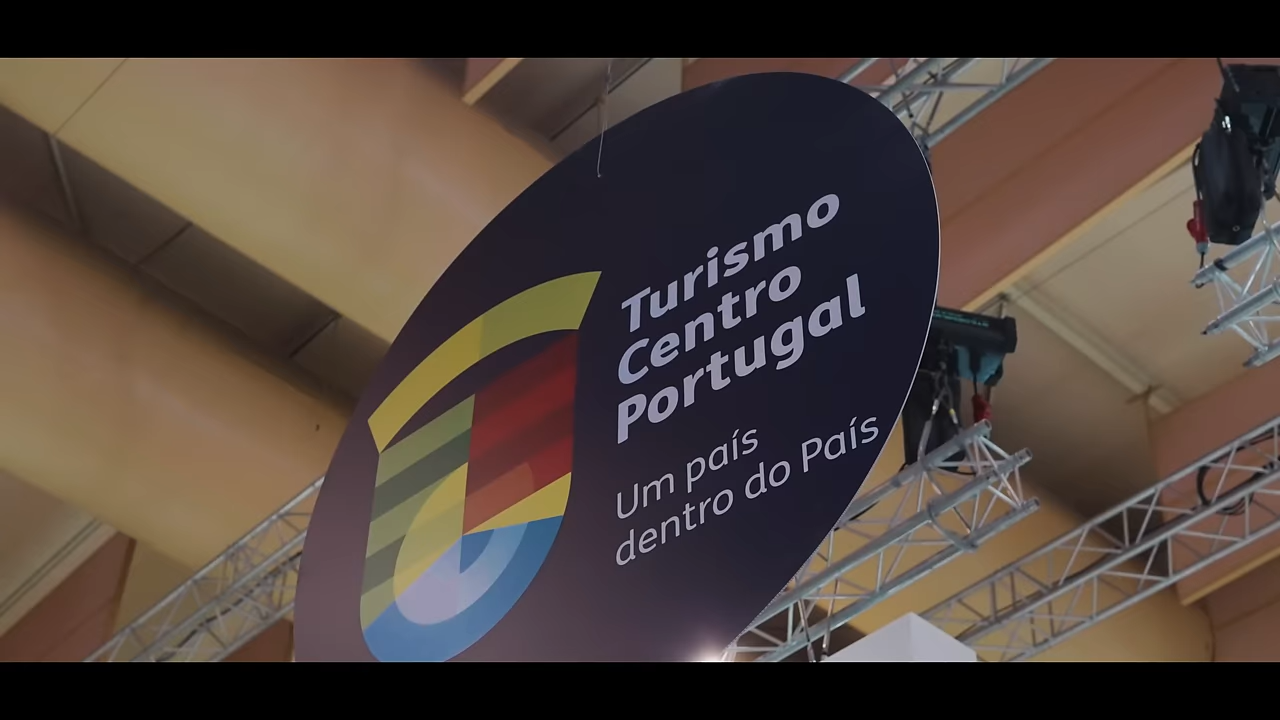 Turismo
Centro
Portugal
Um país
dentro do País